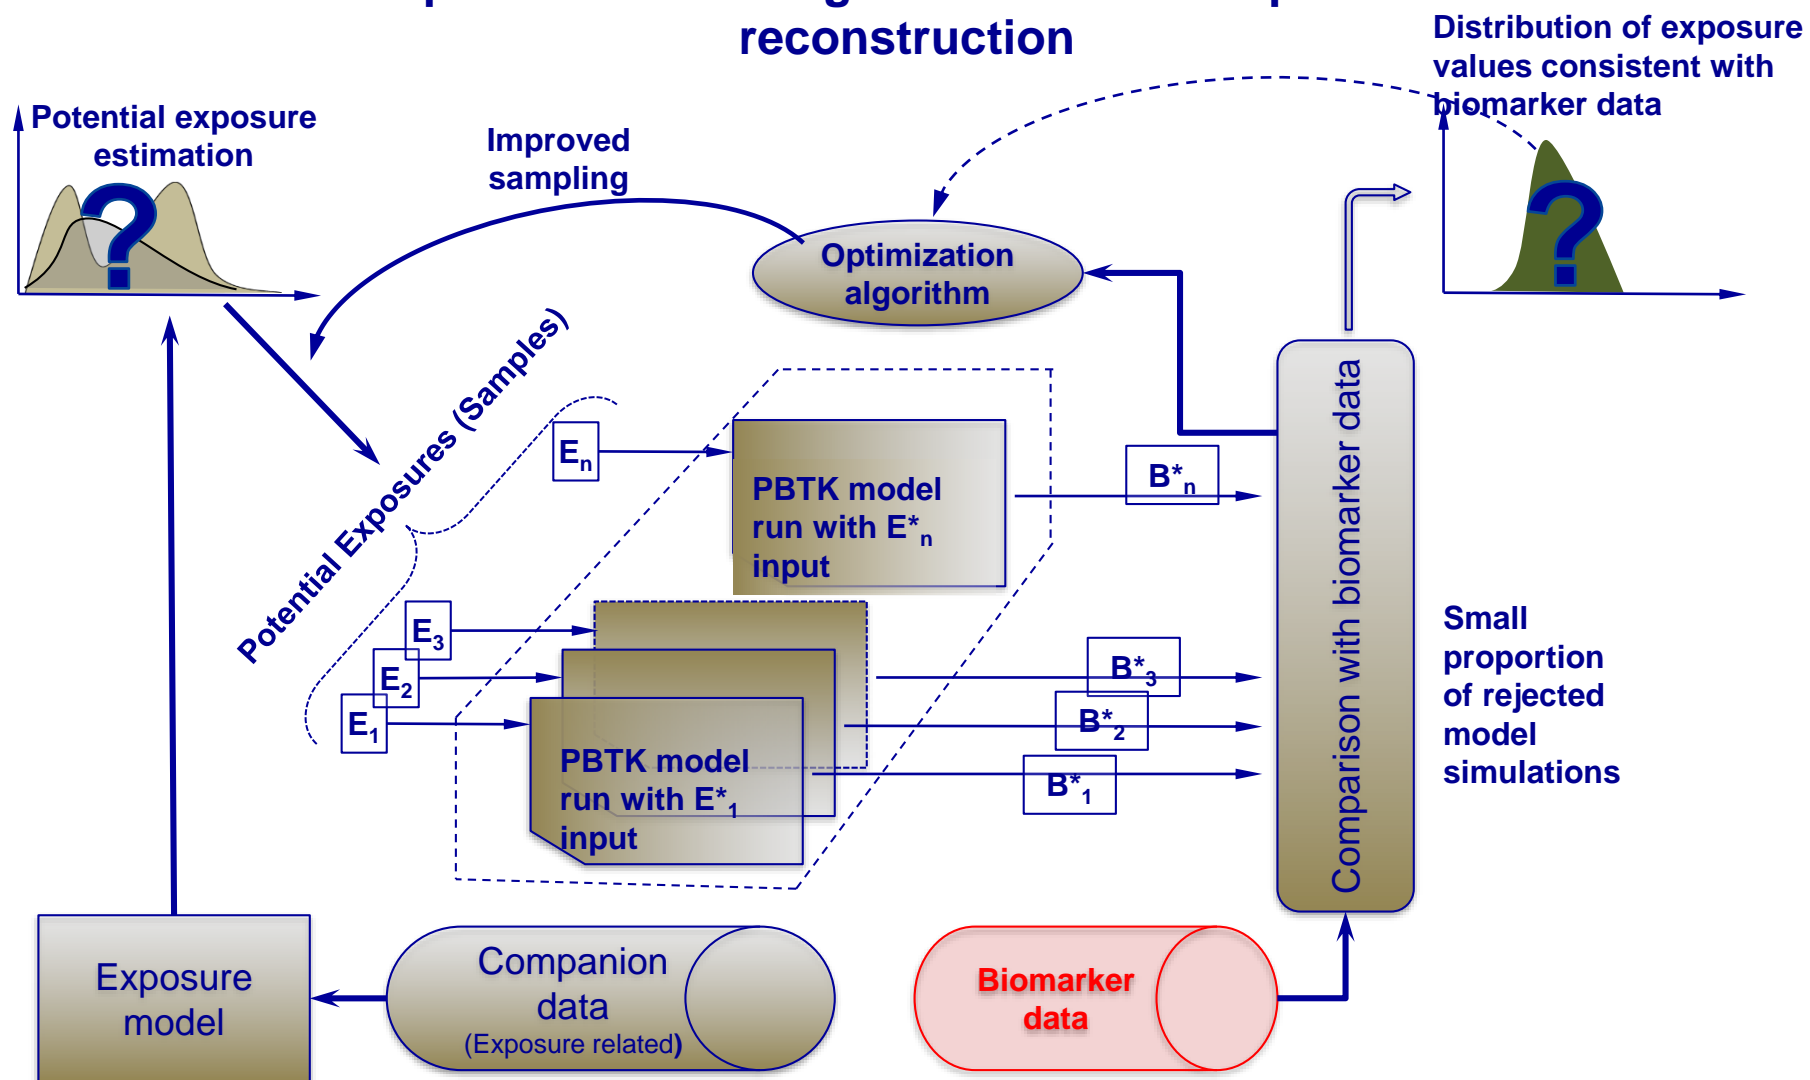 reconstruction
Distribution of exposure
values consistent with
biomarker data
Potential exposure
estimation
?
Improved
sampling
?
Optimization
algorithm
Potential Exposures (Samples)
En
PBTK model
run with E*n
input
B*n
Comparison with biomarker data
E3
E2
E1
B*3
B*2
B*1
PBTK model
run with E*1
input
Small
proportion
of rejected
model
simulations
Exposure
model
Companion
data
(Exposure related)
Biomarker
data